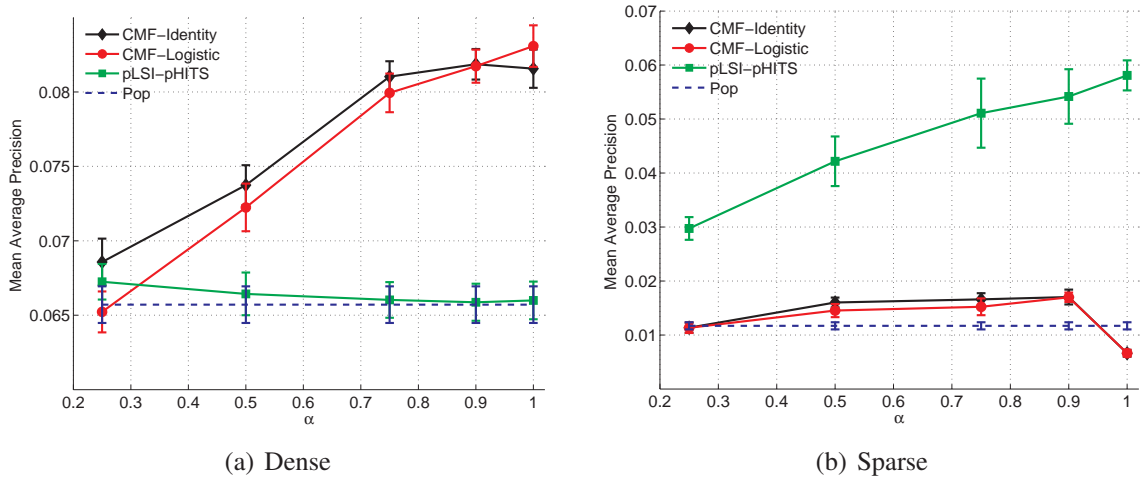 CMF−Identity
CMF−Logistic
pLSI−pHITS
Pop
Mean Average Precision
0.08
0.075
0.07
0.065
0.2 0.3 0.4 0.5 0.6 0.7 0.8 0.9 1
α
(a) Dense
CMF−Identity
CMF−Logistic
pLSI−pHITS
Pop
Mean Average Precision
0.07
0.06
0.05
0.04
0.03
0.02
0.01
0.2 0.3 0.4 0.5 0.6 0.7 0.8 0.9 1
α
(b) Sparse